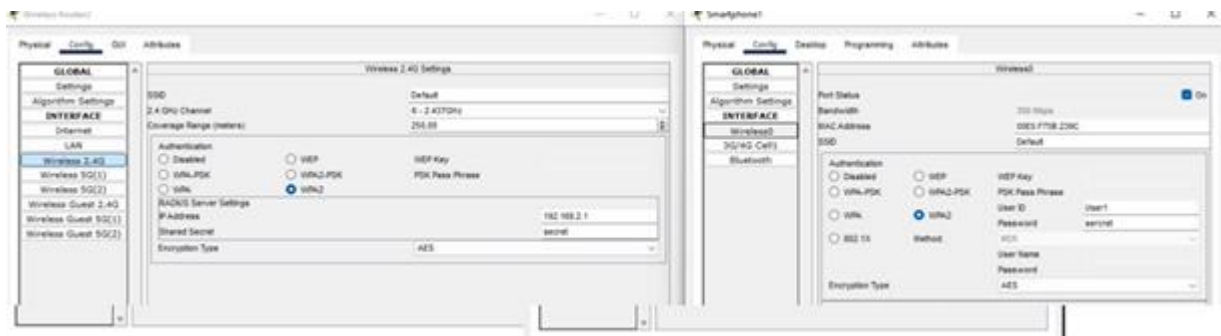 Smartphone1
Physical Config GUI Attributes
GLOBAL
Settings
Algorithm Settings
INTERFACE
Internet
LAN
Wireless 2.4G
Wireless 5G(1)
Wireless 5G(2)
Wireless Guest 2.4G
Wireless Guest 5G(1)
Wireless Guest 5G(2)
Wireless 2.4G Settings
SSID Default
2.4 GHz Channel 6 - 2.437GHz
Coverage Range (meters) 250.00
Authentication
Disabled WEP WEP Key
WPA-PSK WPA2-PSK PSK Pass Phrase
WPA WPA2
RADIUS Server Settings
IP Address 192.168.2.1
Shared Secret secret
Encryption Type AES
Physical Config Desktop Programming Attributes
GLOBAL
Settings
Algorithm Settings
INTERFACE
Wireless0
3G/4G Cell1
Bluetooth
Wireless0
Port Status On
Bandwidth
MAC Address
SSID Default
Authentication
Disabled WEP WEP Key
WPA-PSK WPA2-PSK PSK Pass Phrase
User ID User1
WPA WPA2
Password
802.1X Method:
User Name
Password
Encryption Type AES